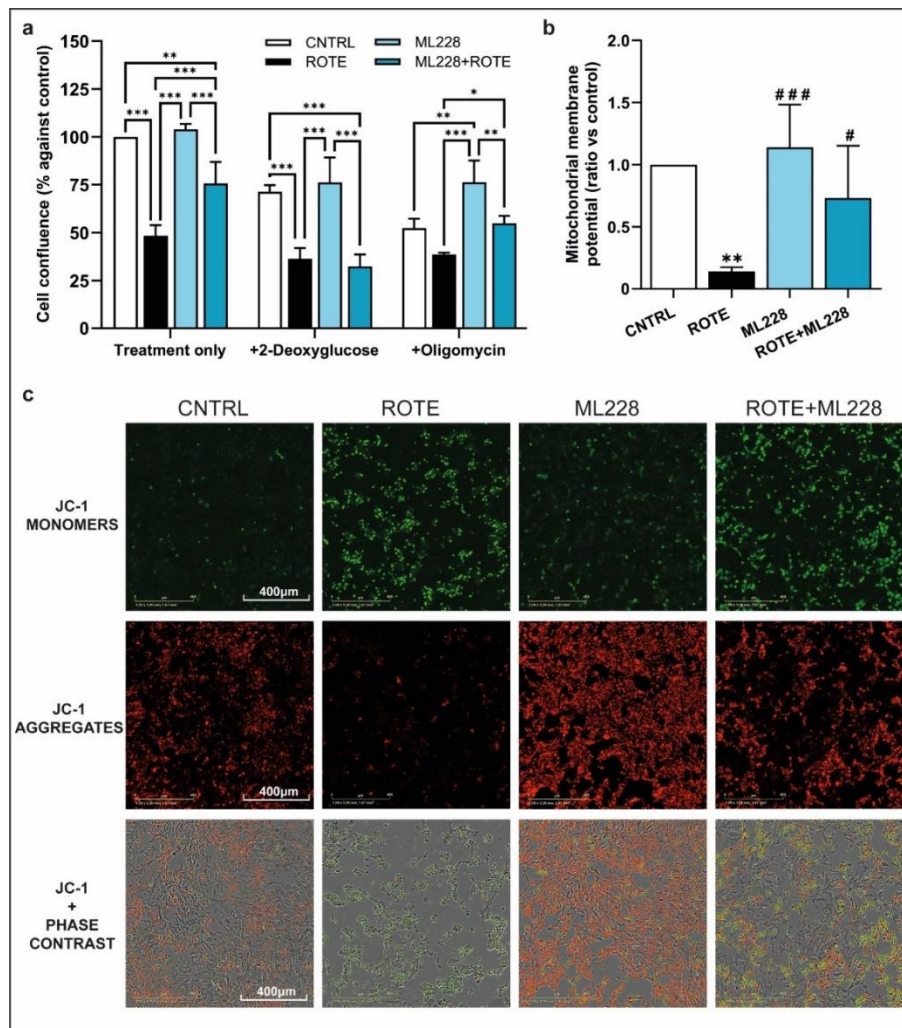 a
CNTRL
ML228
ROTE
ML228+ROTE
Cell confluence (% against control)
150
125
100
75
50
25
0
**
***
***
***
***
***
***
***
***
*
**
***
**
Treatment only
+2-Deoxyglucose
+Oligomycin
b
Mitochondrial membrane
potential (ratio vs control)
2.0
1.5
1.0
0.5
0.0
**
###
#
CNTRL
ROTE
ML228
ROTE+ML228
c
CNTRL ROTE ML228 ROTE+ML228
JC-1
MONOMERS
400µm
JC-1
AGGREGATES
400µm
JC-1
+
PHASE
CONTRAST
400µm